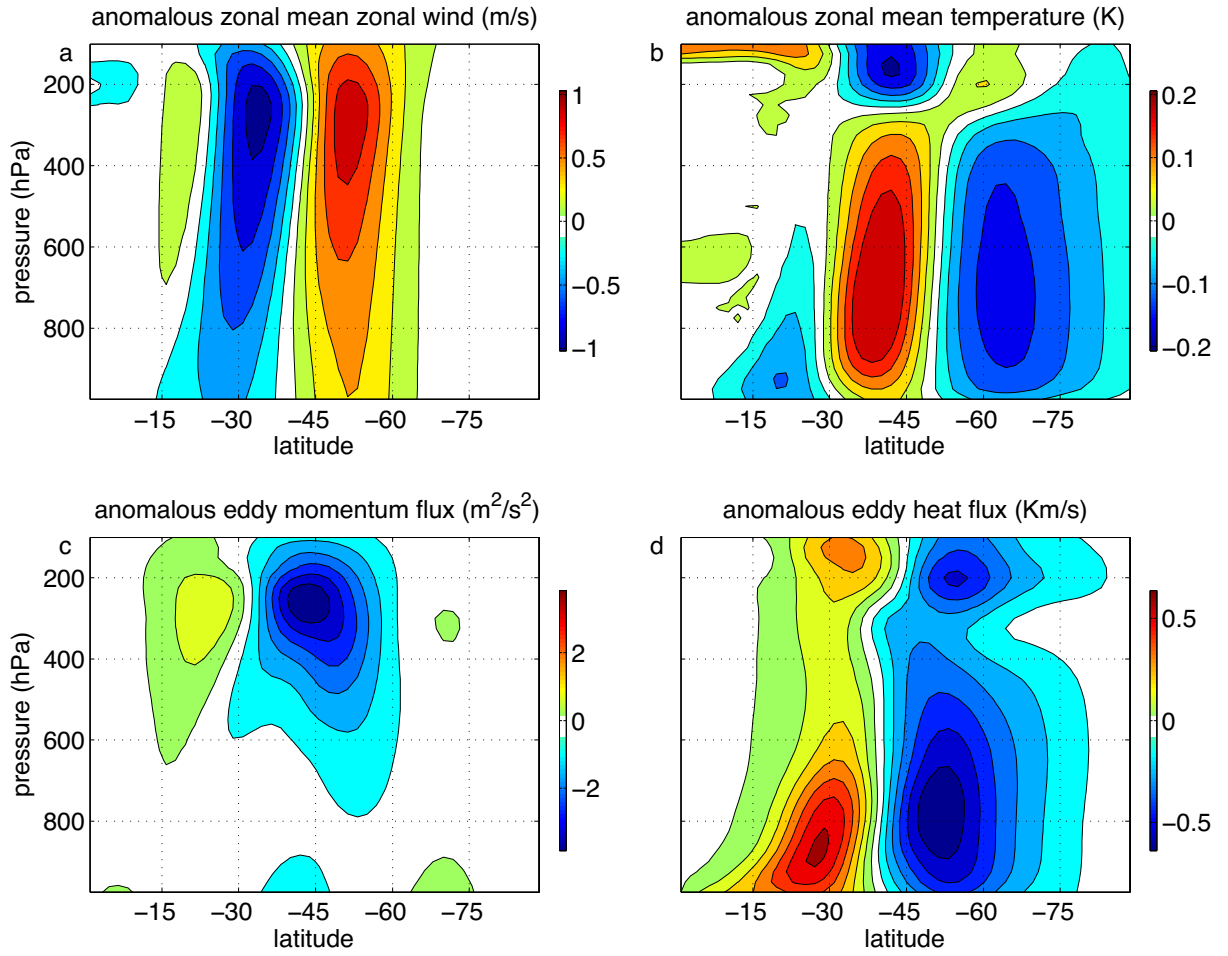 anomalous zonal mean zonal wind (m/s)
a
pressure (hPa)
200
400
600
800
−15 −30 −45 −60 −75
latitude
1
0.5
0
−0.5
−1
anomalous zonal mean temperature (K)
b
−15 −30 −45 −60 −75
latitude
0.2
0.1
0
−0.1
−0.2
anomalous eddy momentum flux (m²/s²)
c
pressure (hPa)
200
400
600
800
−15 −30 −45 −60 −75
latitude
2
0
−2
anomalous eddy heat flux (Km/s)
d
−15 −30 −45 −60 −75
latitude
0.5
0
−0.5